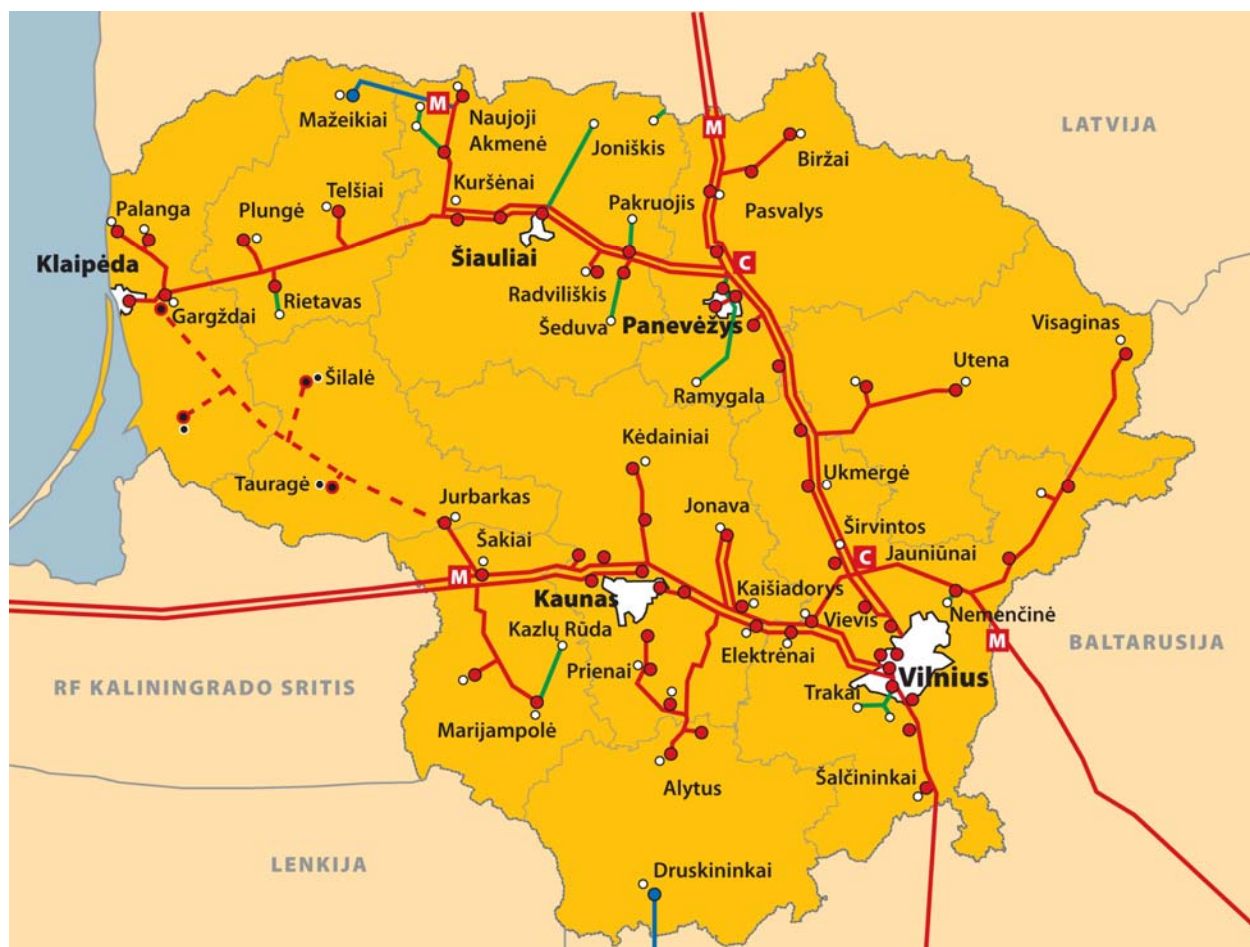 M
LATVIJA
Mažeikiai
M
Naujoji
Akmenė
Joniškis
M
Biržai
Palanga
Plungė
Telšiai
Kuršėnai
Pakruojis
Pasvalys
Klaipėda
Šiauliai
C
Gargždai
Rietavas
Radviliškis
Šeduva
Panevėžys
Visaginas
Šilalė
Ramygala
Utena
Kėdainiai
Tauragė
Ukmergė
Jurbarkas
Jonava
Širvintos
Šakiai
C
Jauniūnai
M
Kaunas
Kaišiadorys
Nemenčinė
Kazlų Rūda
Vievis
M
BALTARUSIJA
Prienai
Elektrėnai
RF KALININGRADO SRITIS
Trakai
Vilnius
Marijampolė
Alytus
Šalčininkai
LENKIJA
Druskininkai